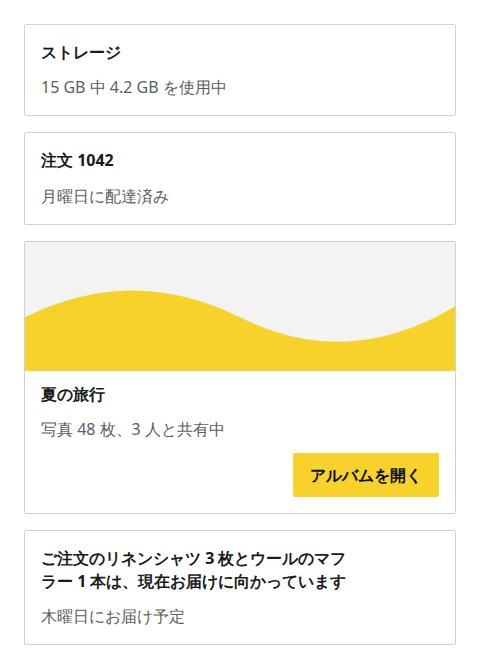 ストレージ
15 GB 中 4.2 GB を使用中
注文 1042
月曜日に配達済み
夏の旅行
写真 48 枚、3 人と共有中
アルバムを開く
ご注文のリネンシャツ 3 枚とウールのマフ
ラー 1 本は、現在お届けに向かっています
木曜日にお届け予定